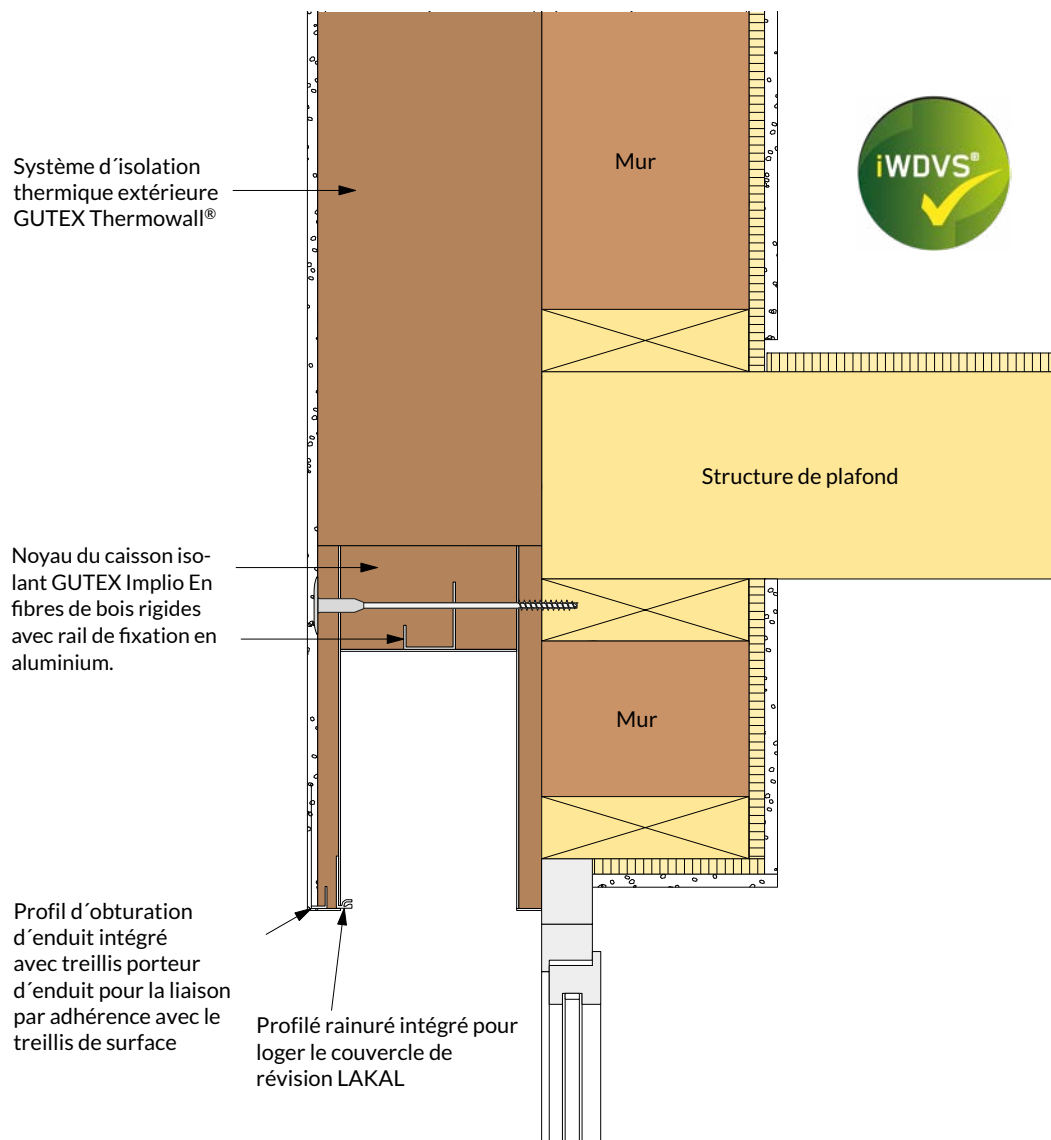 Mur
iWDVS®
Système d´isolation
thermique extérieure
GUTEX Thermowall®
Structure de plafond
Noyau du caisson iso-
lant GUTEX Implio En
fibres de bois rigides
avec rail de fixation en
aluminium.
Mur
Profil d´obturation
d´enduit intégré
avec treillis porteur
d´enduit pour la liaison
par adhérence avec le
treillis de surface
Profilé rainuré intégré pour
loger le couvercle de
révision LAKAL